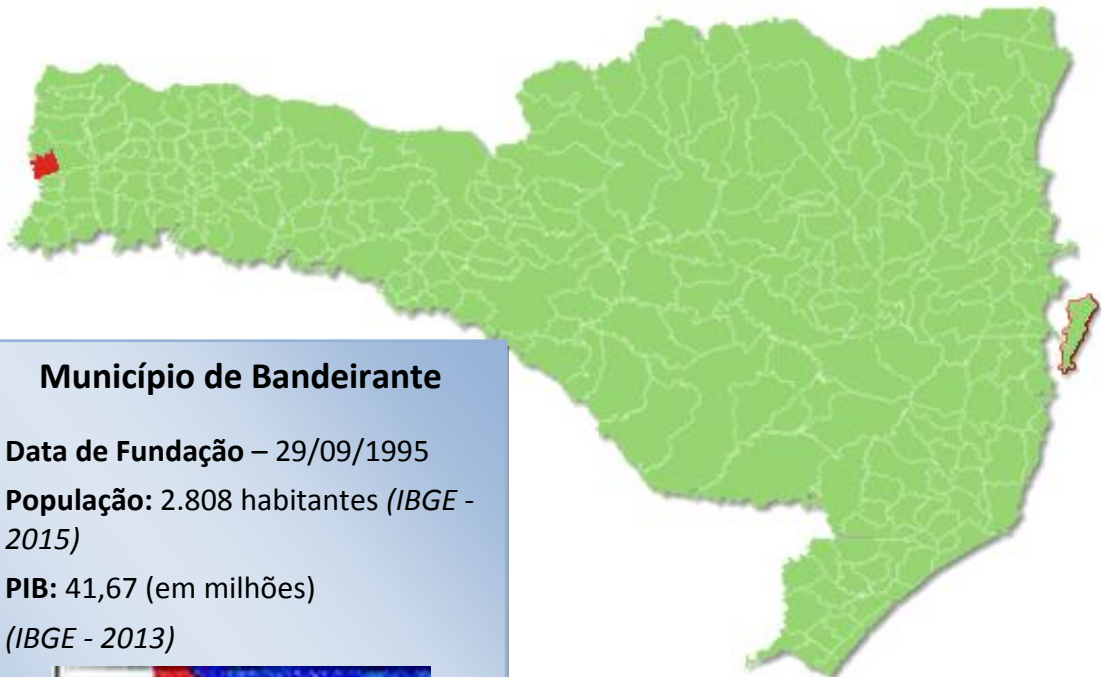 Município de Bandeirante
Data de Fundação – 29/09/1995
População: 2.808 habitantes (IBGE -
2015)
PIB: 41,67 (em milhões)
(IBGE - 2013)